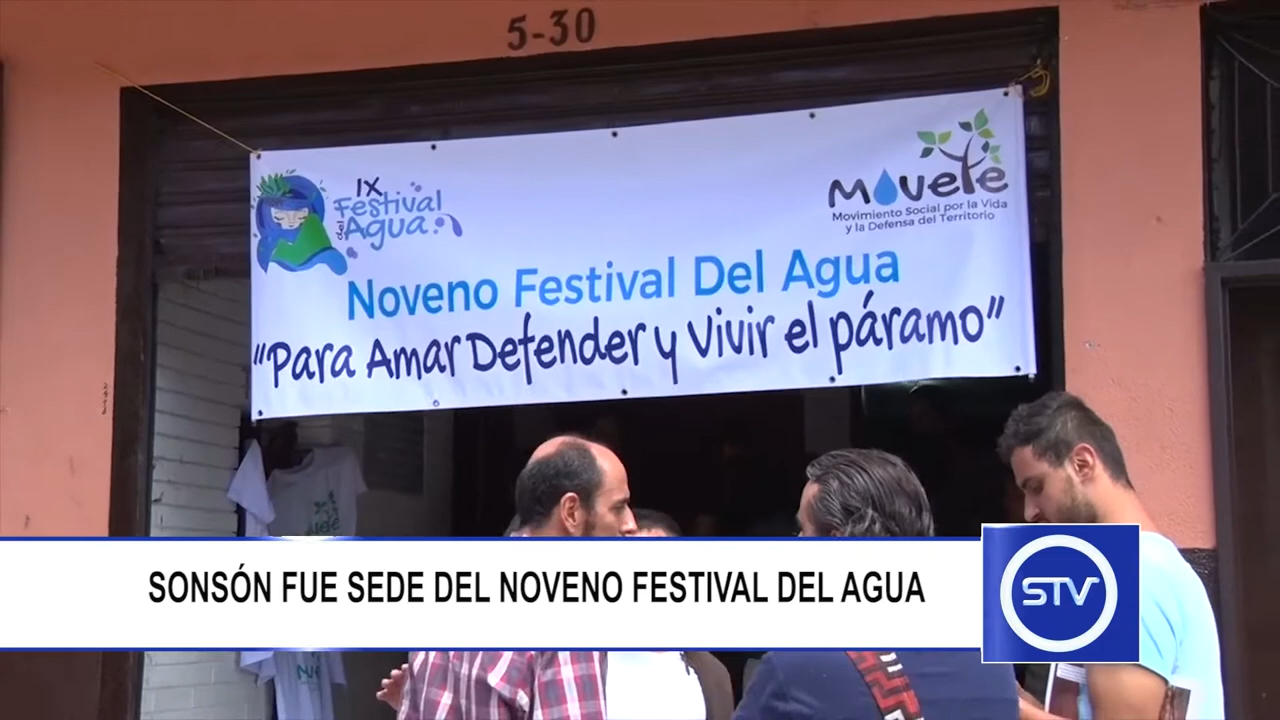 5-30
IX
Festival
del Agua
MOVETE
Movimiento Social por la Vida
y la Defensa del Territorio
Noveno Festival Del Agua
“Para Amar Defender y Vivir el páramo”
SONSÓN FUE SEDE DEL NOVENO FESTIVAL DEL AGUA
STV